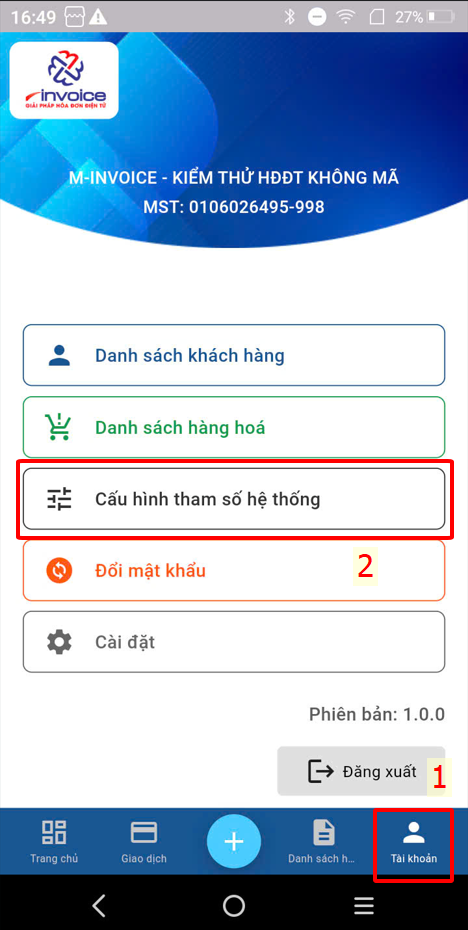 16:49
27%
invoice
GIẢI PHÁP HÓA ĐƠN ĐIỆN TỬ
M-INVOICE - KIỂM THỬ HĐĐT KHÔNG MÃ
MST: 0106026495-998
Danh sách khách hàng
Danh sách hàng hoá
Cấu hình tham số hệ thống
Đổi mật khẩu
2
Cài đặt
Phiên bản: 1.0.0
Đăng xuất
1
Trang chủ
Giao dịch
Danh sách h...
Tài khoản